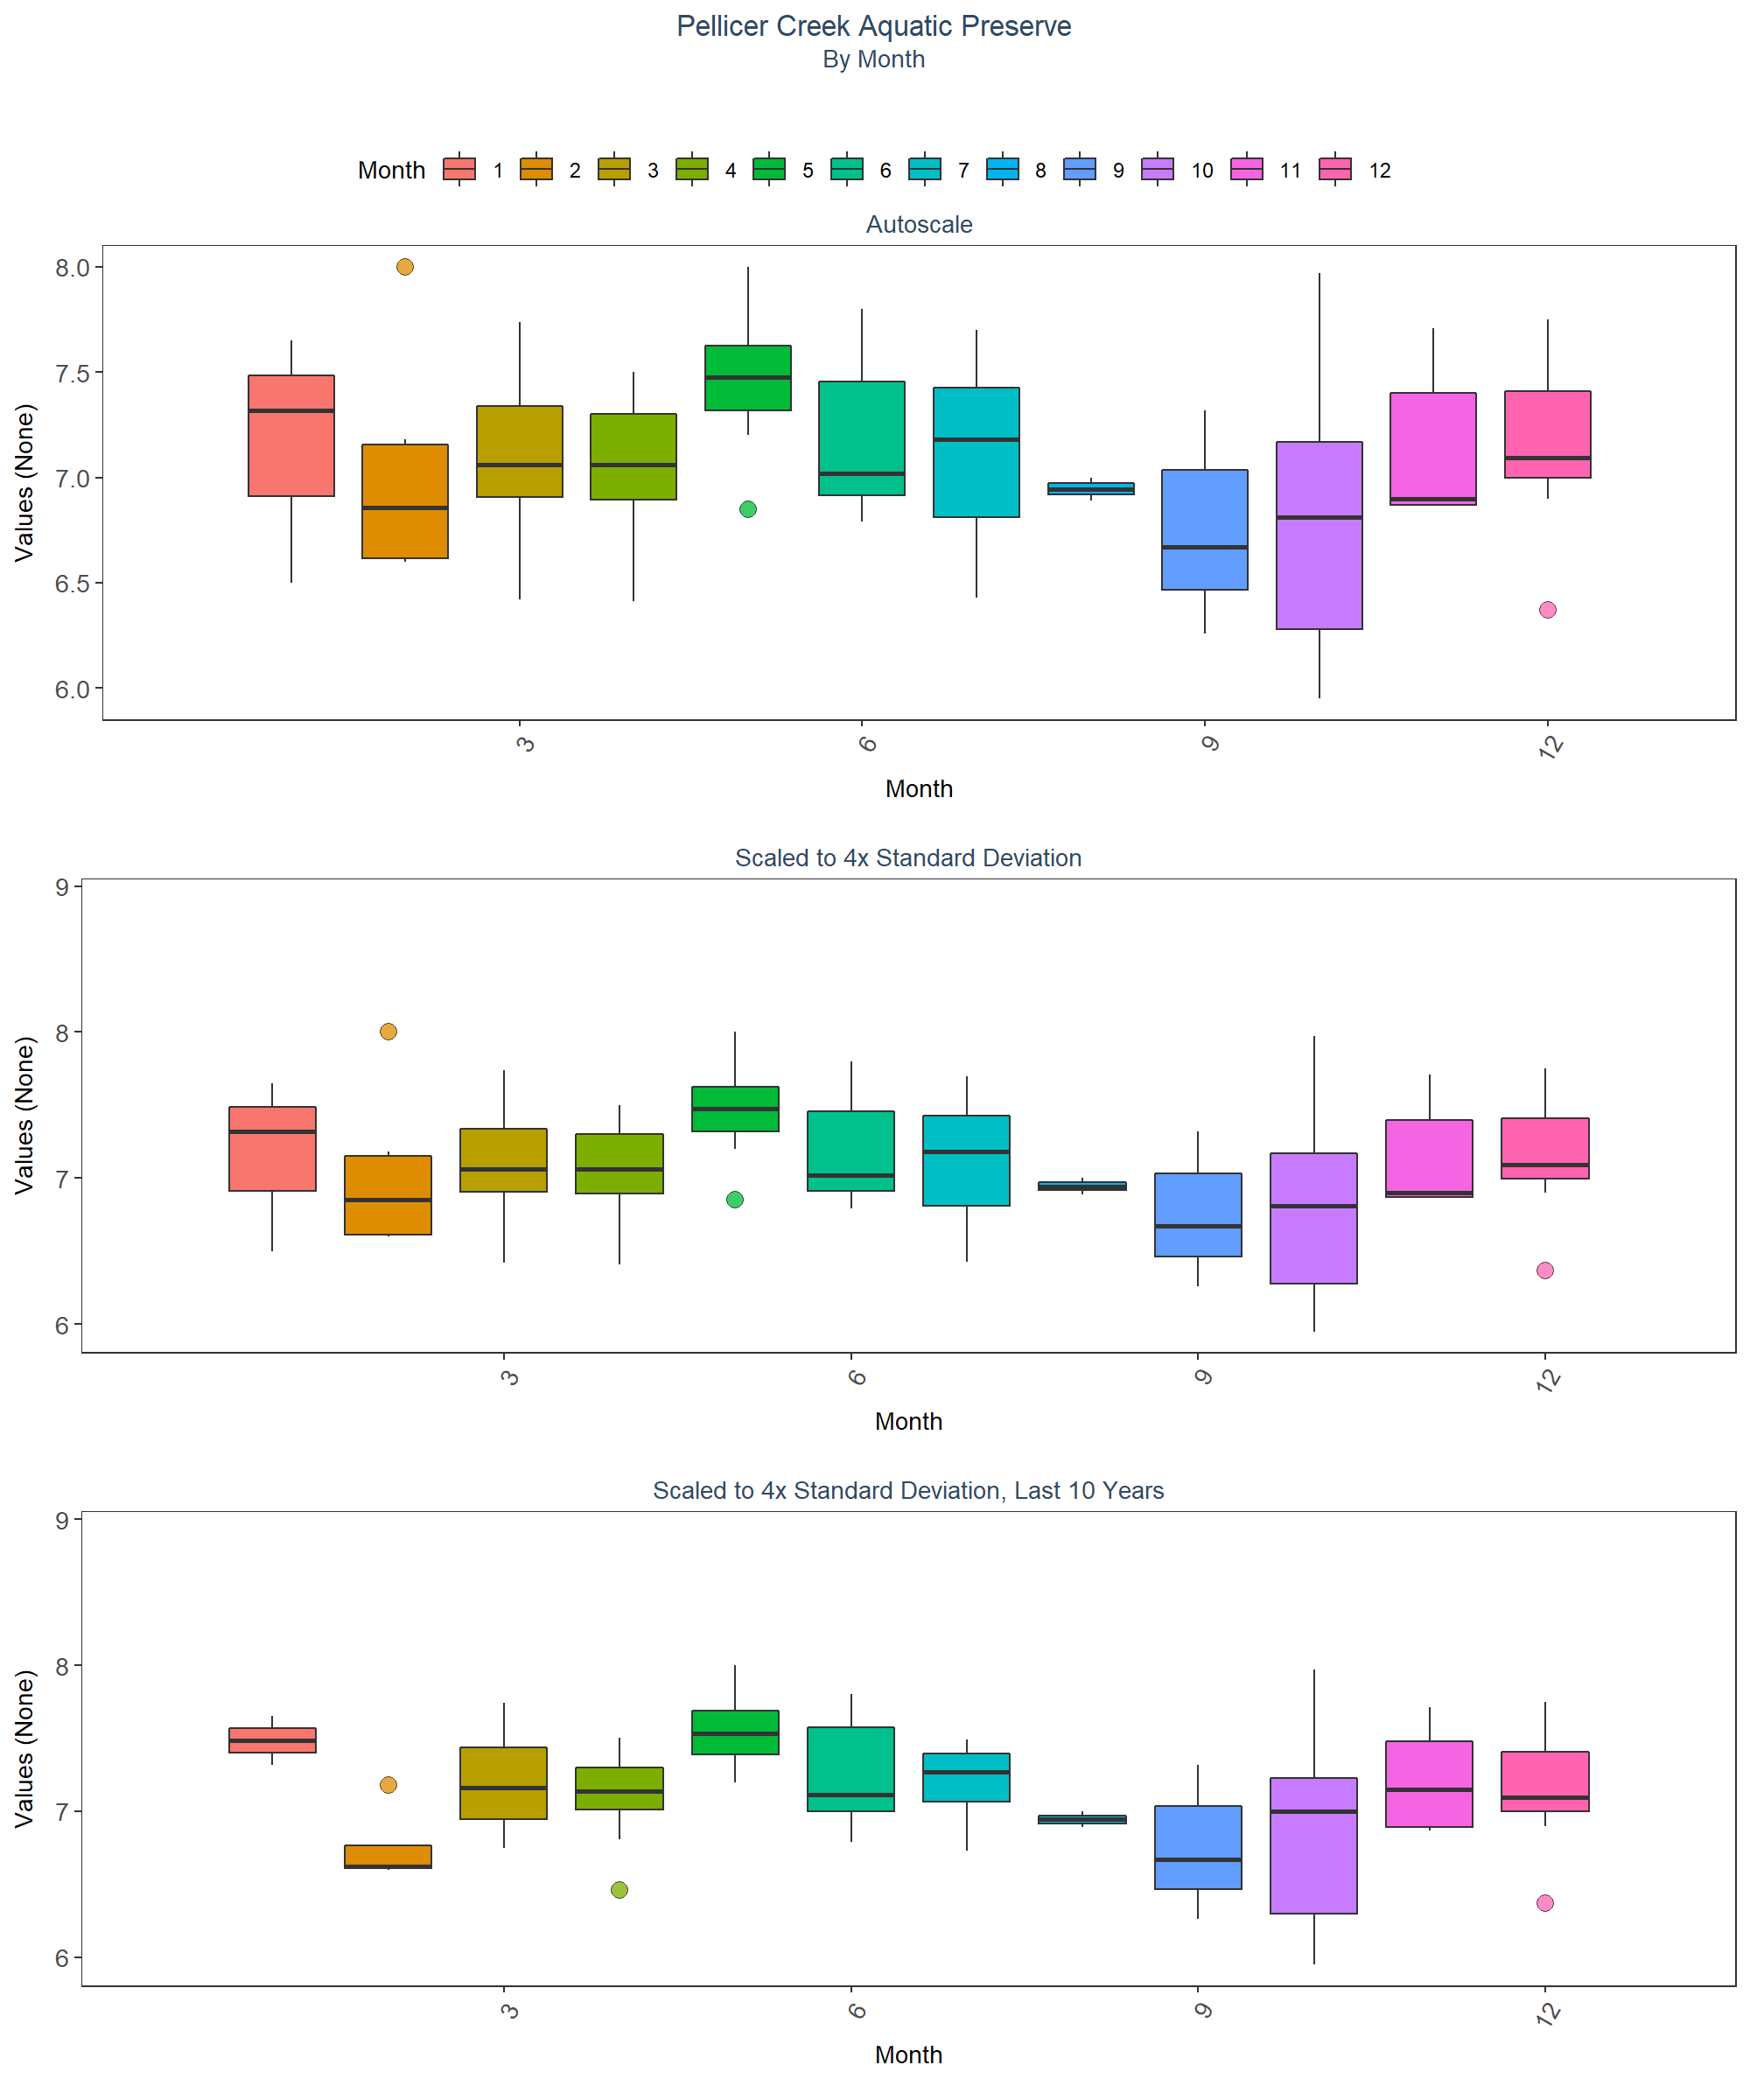 Pellicer Creek Aquatic Preserve
By Month
Month 1 2 3 4 5 6 7 8 9 10 11 12
Autoscale
Values (None)
8.0
7.5
7.0
6.5
6.0
3 6 9 12
Month
Scaled to 4x Standard Deviation
Values (None)
9
8
7
6
3 6 9 12
Month
Scaled to 4x Standard Deviation, Last 10 Years
Values (None)
9
8
7
6
3 6 9 12
Month